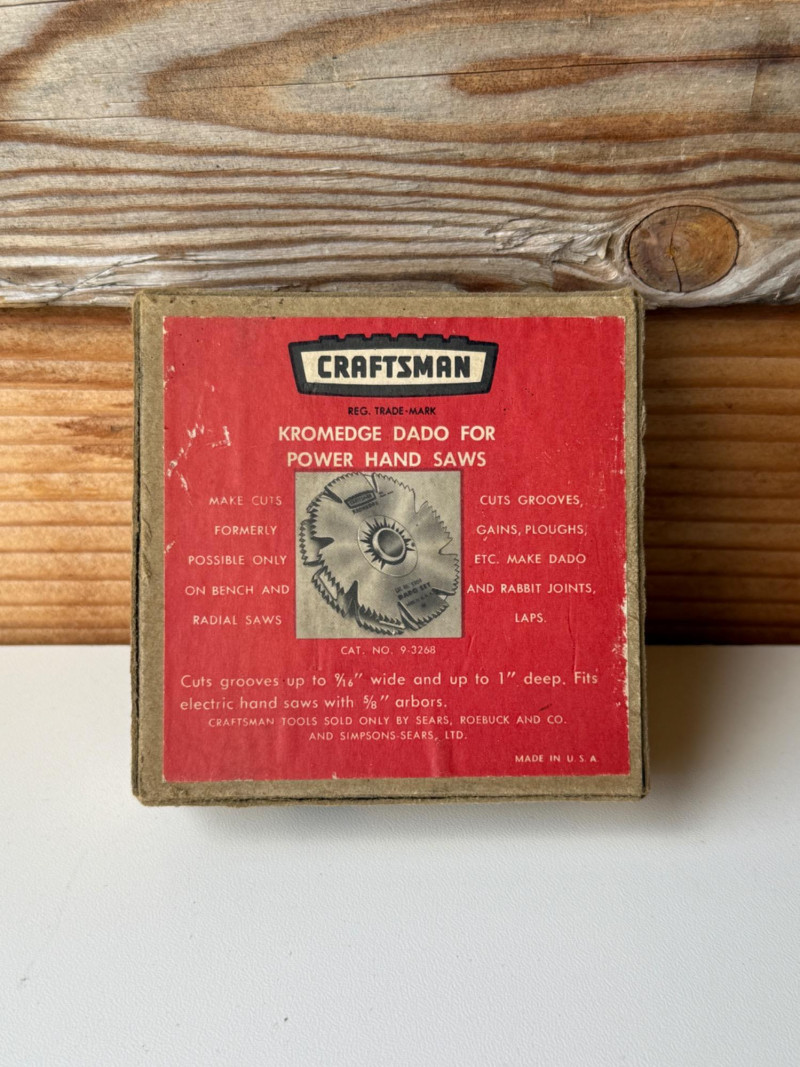 CRAFTSMAN
REG. TRADE-MARK
KROMEDGE DADO FOR
POWER HAND SAWS
MAKE CUTS
FORMERLY
POSSIBLE ONLY
ON BENCH AND
RADIAL SAWS
CUTS GROOVES,
GAINS, PLOUGHS,
ETC. MAKE DADO
AND RABBIT JOINTS,
LAPS.
DADO SET
CAT. NO. 9-3268
Cuts grooves up to 9/16" wide and up to 1" deep. Fits
electric hand saws with 5/8" arbors.
CRAFTSMAN TOOLS SOLD ONLY BY SEARS, ROEBUCK AND CO.
AND SIMPSONS-SEARS, LTD.
MADE IN U. S. A.